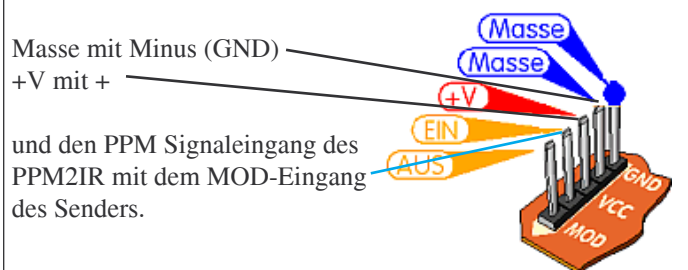 Masse mit Minus (GND)
+V mit +
und den PPM Signaleingang des
PPM2IR mit dem MOD-Eingang
des Senders.
Masse
Masse
+V
EIN
AUS
GND
VCC
MOD